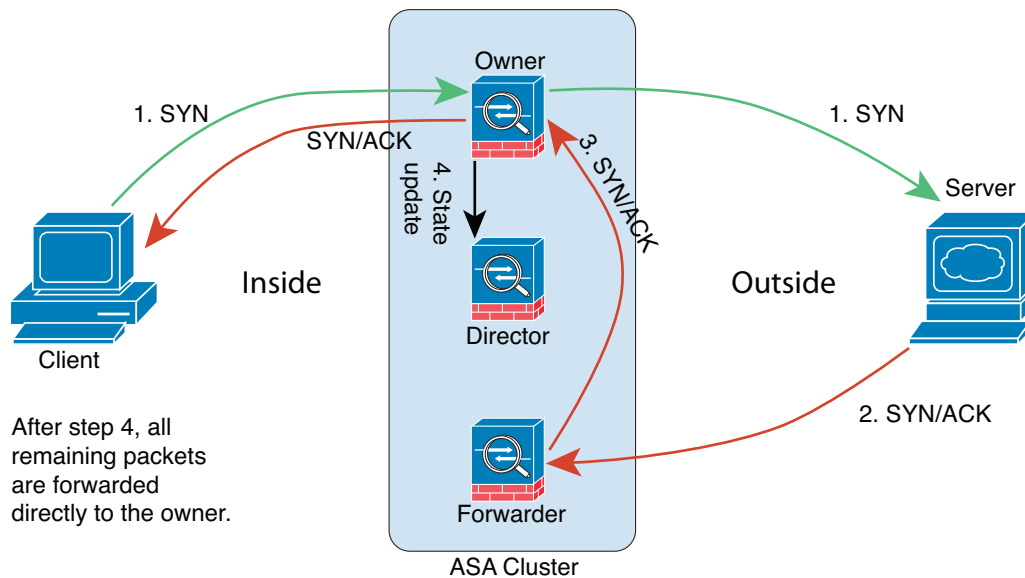 Owner
1. SYN
1. SYN
SYN/ACK
3. SYN/ACK
4. State
update
Server
Inside
Outside
Director
Client
2. SYN/ACK
After step 4, all
remaining packets
are forwarded
directly to the owner.
Forwarder
ASA Cluster